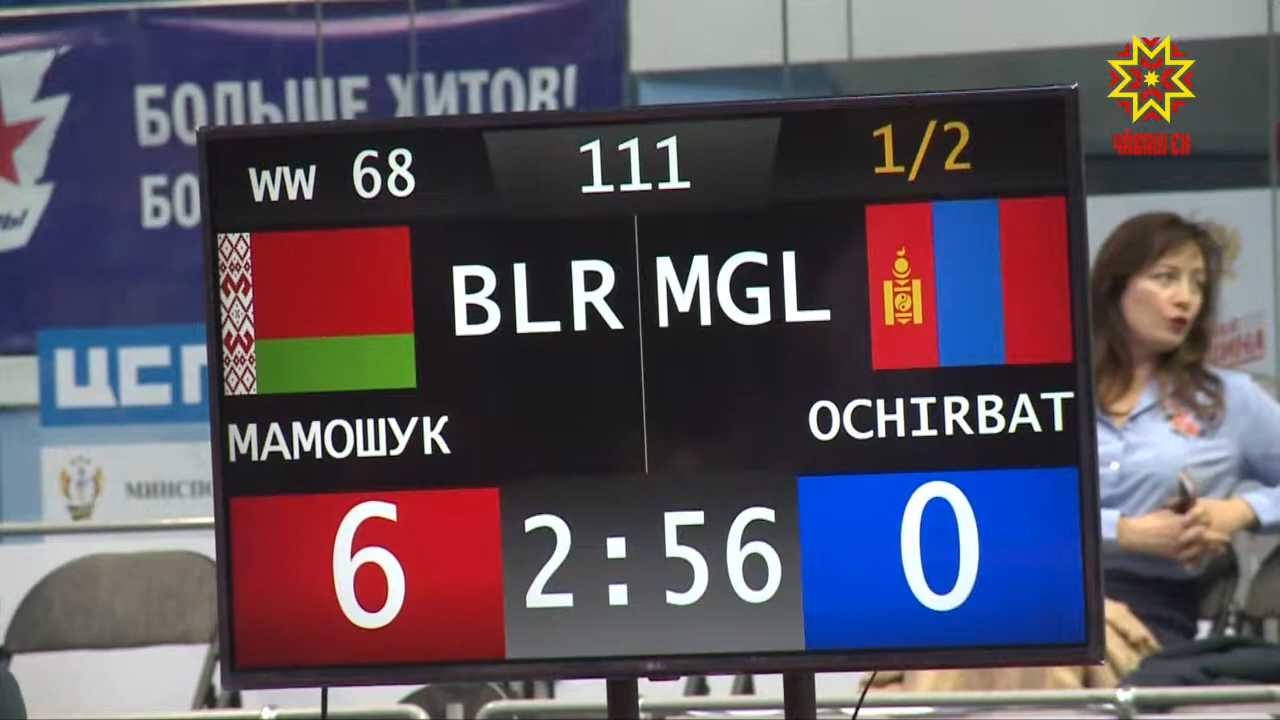 БОЛЬШЕ ХИТОВ!
БО
ЧӐВАШ ЕН
ww 68
111
1/2
BLR
MGL
МАМОШУК
OCHIRBAT
6
2:56
0
ЦСП
МИНСПО